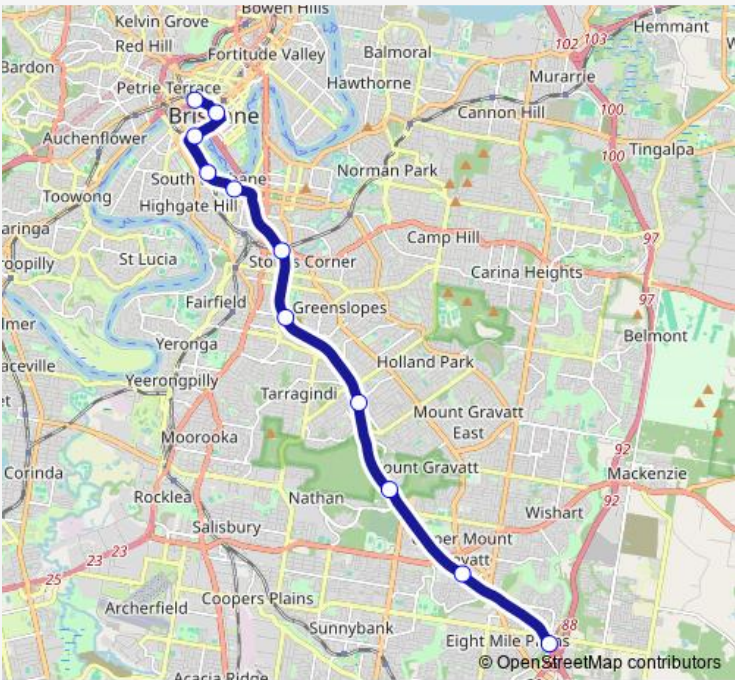 Bowen Hills
Kelvin Grove
Hemmant
Red Hill
102
103
Fortitude Valley
Balmoral
Bardon
Murarrie
Petrie Terrace
Hawthorne
100
Cannon Hill
Brisbane
Auchenflower
100
Tingalpa
Norman Park
South
Toowong
Highgate Hill
97
Camp Hill
St Lucia
Corner
Carina Heights
Fairfield
97
Greenslopes
Belmont
Yeronga
Holland Park
Yeerongpilly
Tarragindi
Mount Gravatt
East
Moorooka
92
Corinda
Mackenzie
Rocklea
Nathan
92
Wishart
Salisbury
Mount
23
23
25
Coopers Plains
Archerfield
Sunnybank
88
Eight Mile
Acacia Ridge
© OpenStreetMap contributors